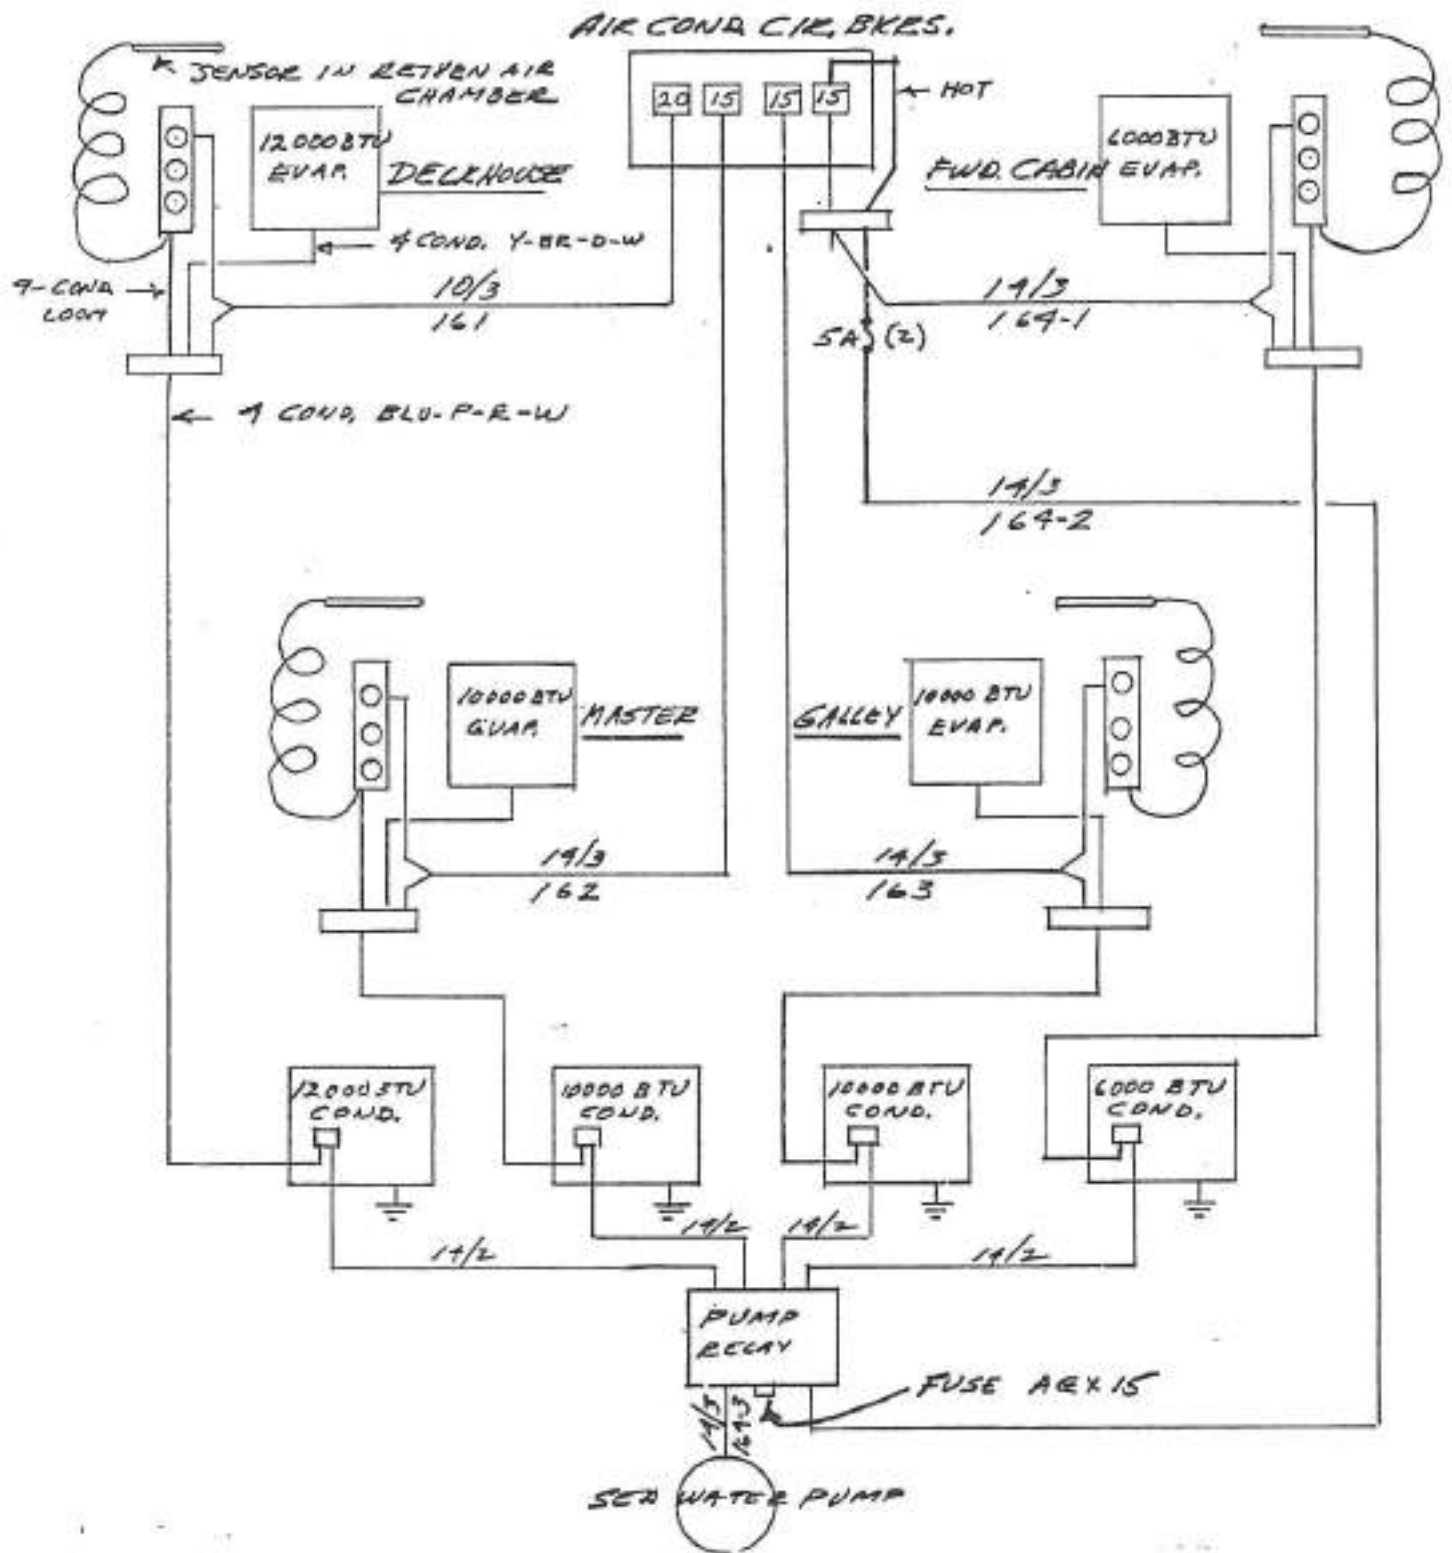 AIR COND CIR. BKRS.
SENSOR IN RETURN AIR
CHAMBER
20
15
15
15
HOT
12000 BTU
EVAP.
DECKHOUSE
6000 BTU
EVAP.
FWD. CABIN
4 COND. Y-BR-O-W
4-COND
LOOM
10/3
161
14/3
164-1
5A (2)
4 COND. BLU-P-R-W
14/3
164-2
10000 BTU
EVAP.
MASTER
GALLEY
10000 BTU
EVAP.
14/3
162
14/3
163
12000 BTU
COND.
10000 BTU
COND.
10000 BTU
COND.
6000 BTU
COND.
14/2
14/2
14/2
14/2
PUMP
RELAY
FUSE AGX 15
14/3
164-3
SEA WATER PUMP